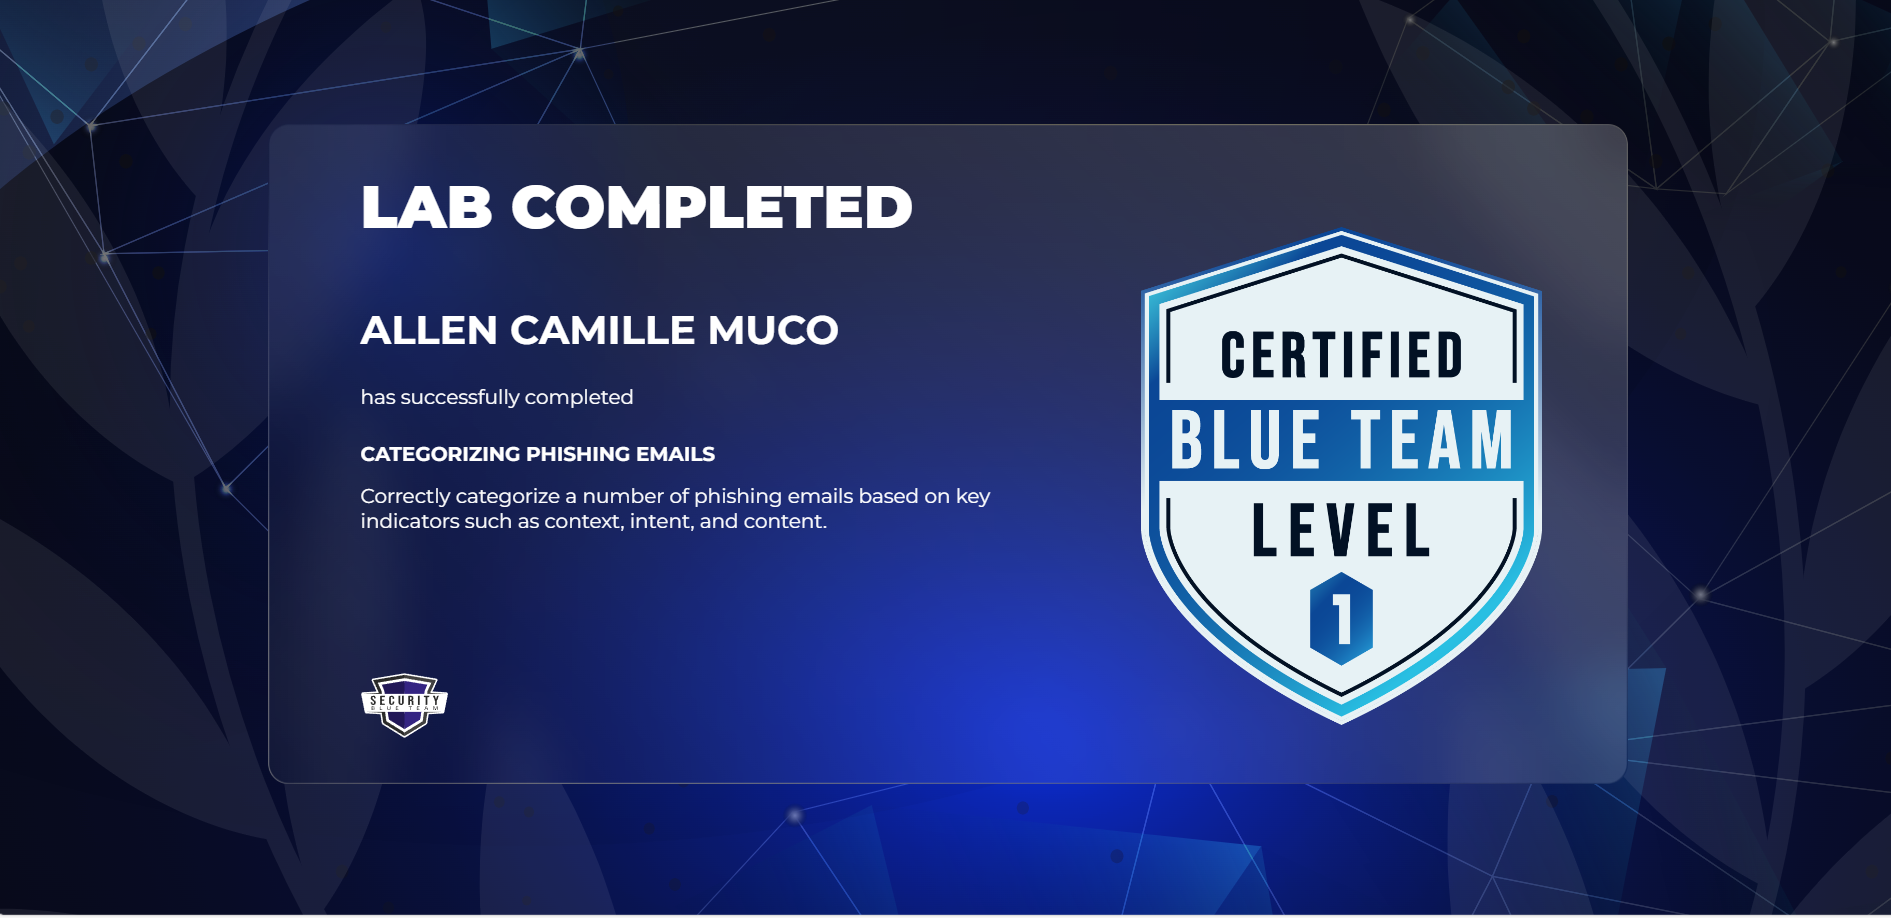 LAB COMPLETED
ALLEN CAMILLE MUCO
has successfully completed
CATEGORIZING PHISHING EMAILS
Correctly categorize a number of phishing emails based on key
indicators such as context, intent, and content.
CERTIFIED
BLUE TEAM
LEVEL
1
SECURITY
BLUE TEAM